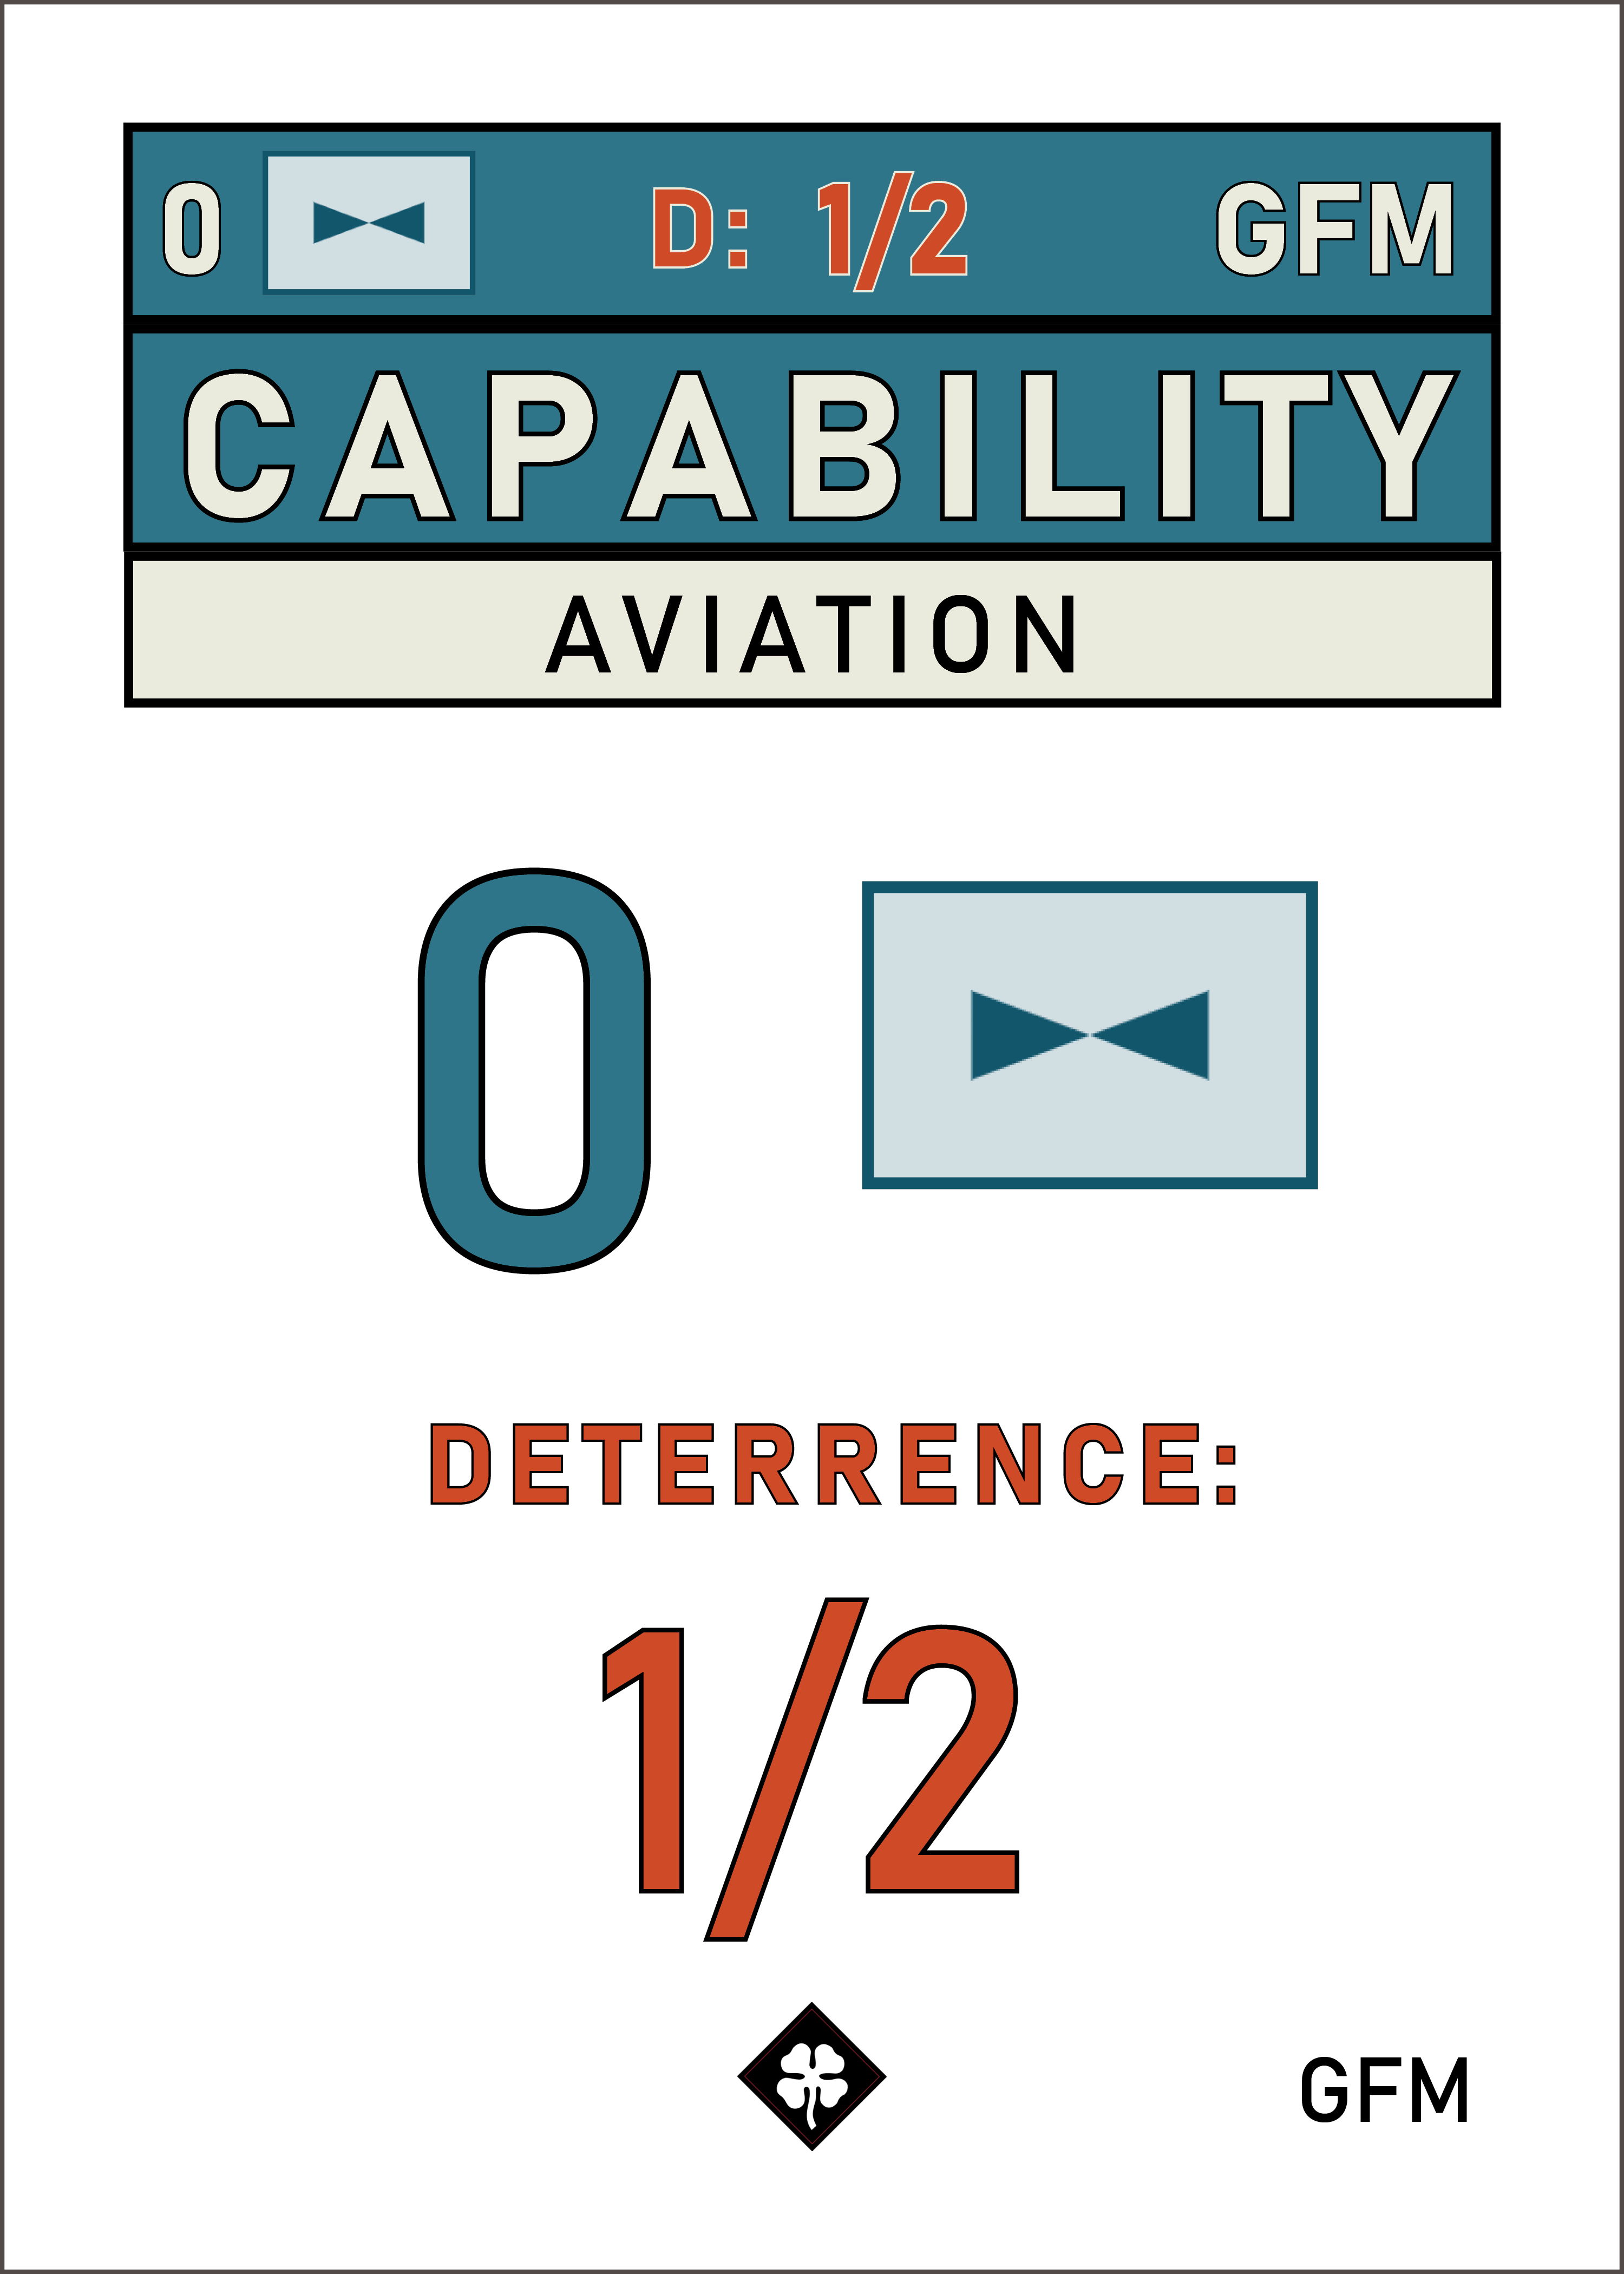 0 D: 1/2 GFM
CAPABILITY
AVIATION
0
DETERRENCE:
1/2
GFM